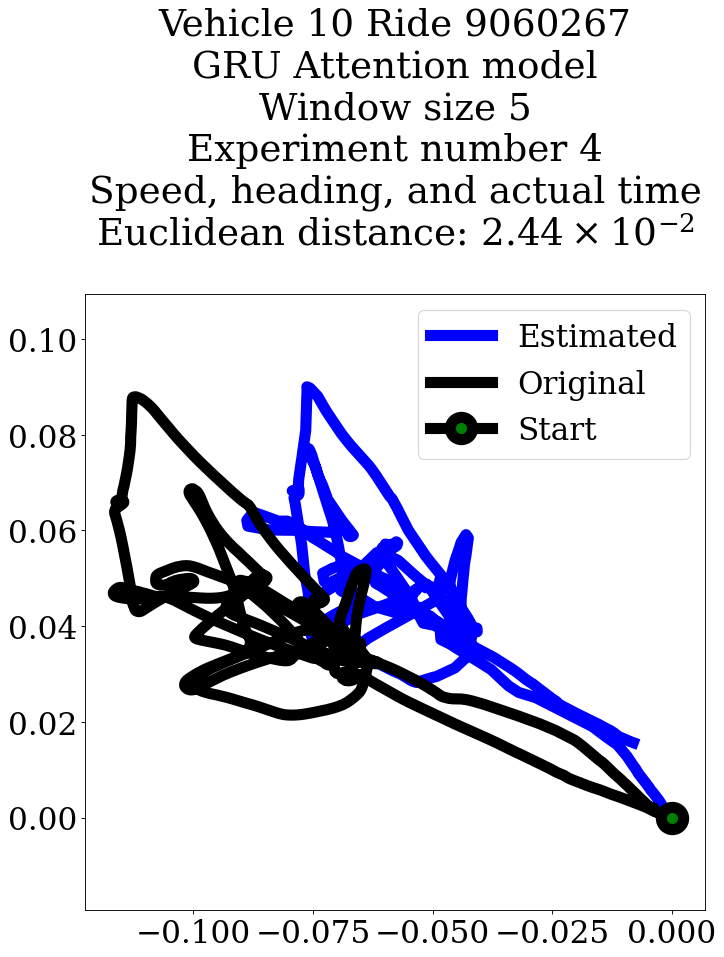 Vehicle 10 Ride 9060267
GRU Attention model
Window size 5
Experiment number 4
Speed, heading, and actual time
Euclidean distance: 2.44 × 10⁻²
Estimated
Original
Start
0.10
0.08
0.06
0.04
0.02
0.00
−0.100 −0.075 −0.050 −0.025 0.000